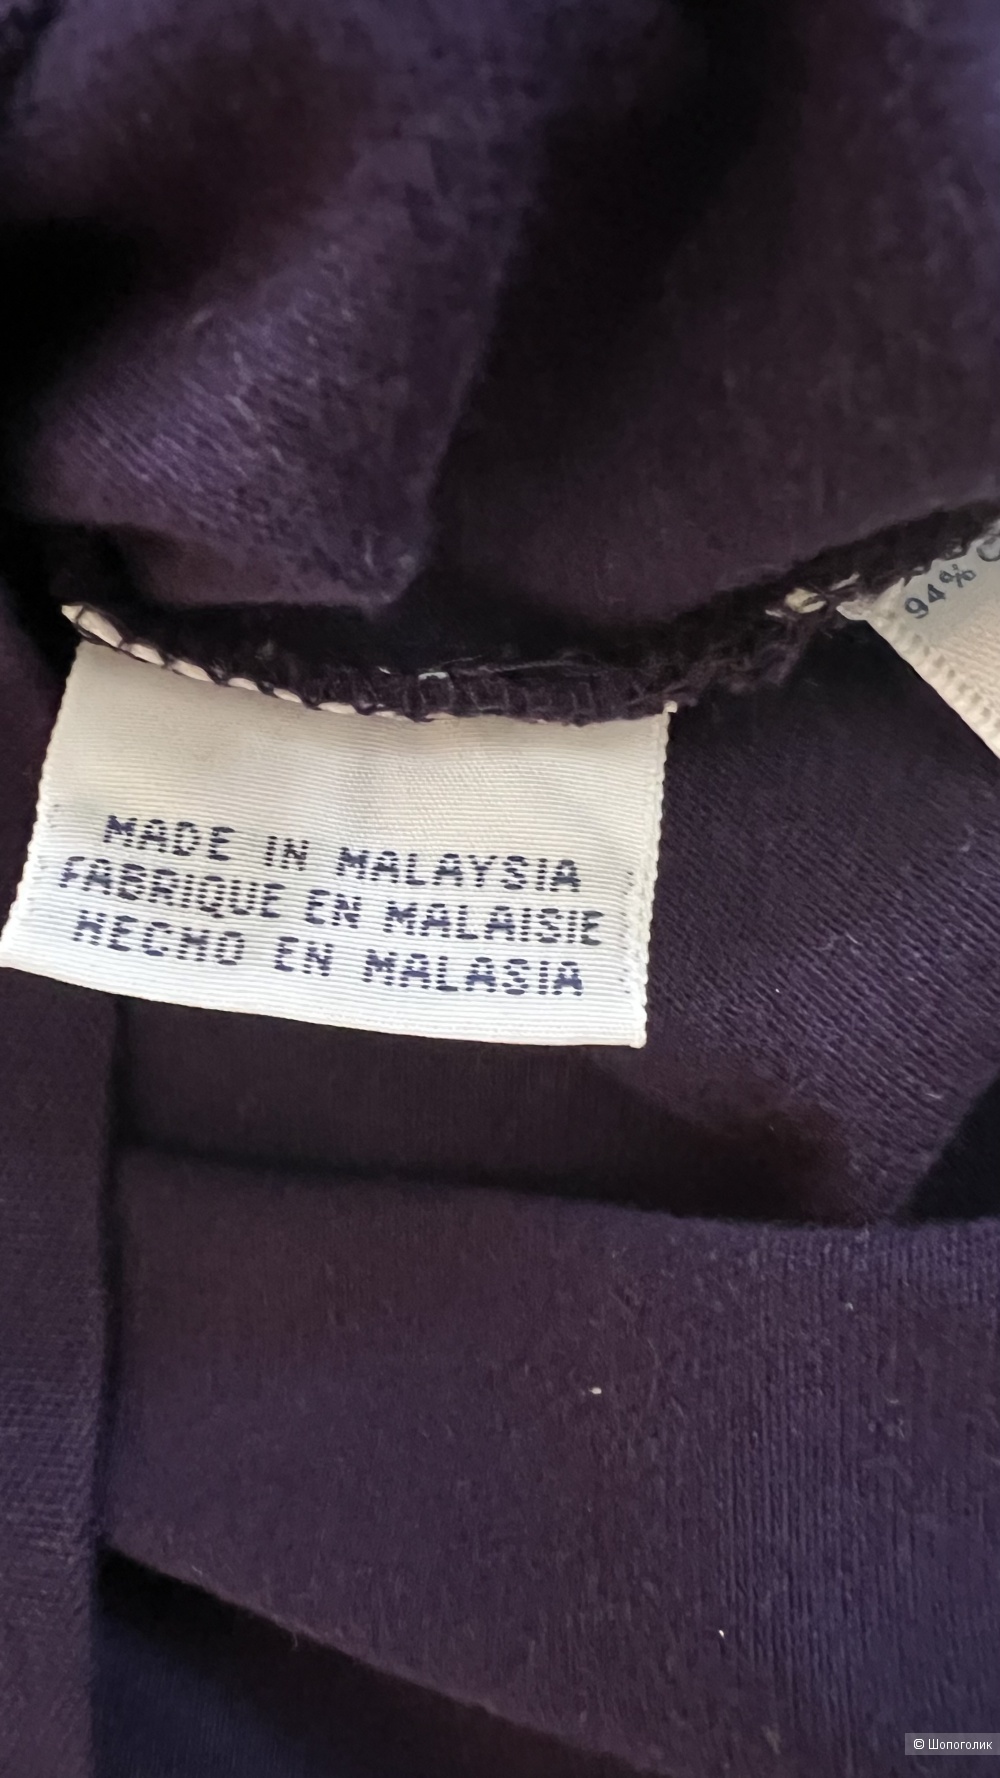 94%
MADE IN MALAYSIA
FABRIQUE EN MALAISIE
HECHO EN MALASIA
© Шопоголик